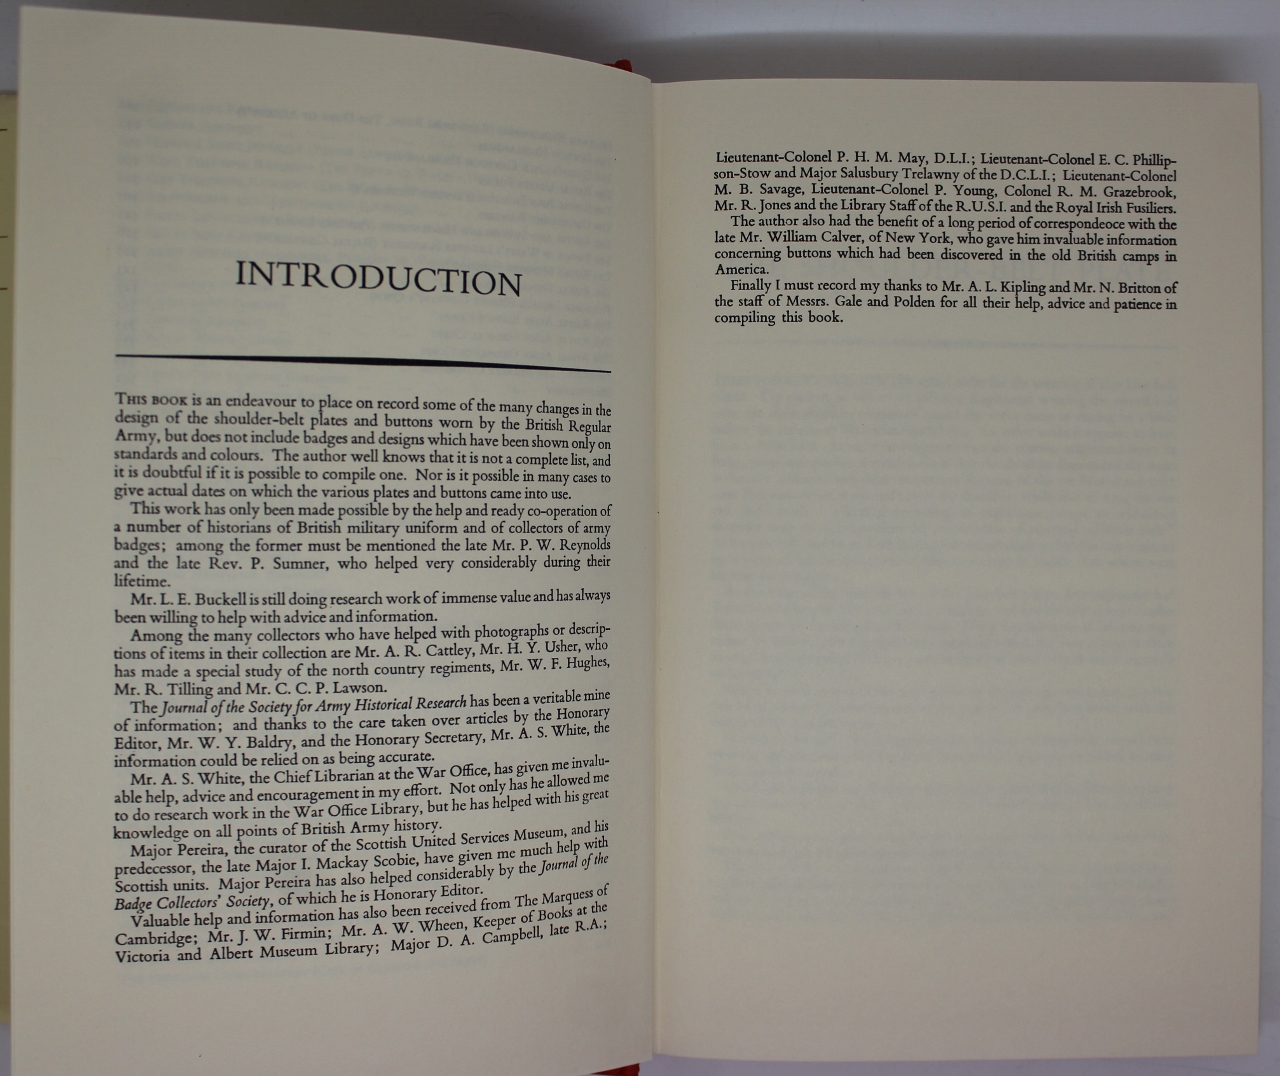 INTRODUCTION
THIS BOOK is an endeavour to place on record some of the many changes in the
design of the shoulder-belt plates and buttons worn by the British Regular
Army, but does not include badges and designs which have been shown only on
standards and colours. The author well knows that it is not a complete list, and
it is doubtful if it is possible to compile one. Nor is it possible in many cases to
give actual dates on which the various plates and buttons came into use.
This work has only been made possible by the help and ready co-operation of
a number of historians of British military uniform and of collectors of army
badges; among the former must be mentioned the late Mr. P. W. Reynolds
and the late Rev. P. Sumner, who helped very considerably during their
lifetime.
Mr. L. E. Buckell is still doing research work of immense value and has always
been willing to help with advice and information.
Among the many collectors who have helped with photographs or descrip-
tions of items in their collection are Mr. A. R. Cattley, Mr. H. Y. Usher, who
has made a special study of the north country regiments, Mr. W. F. Hughes,
Mr. R. Tilling and Mr. C. C. P. Lawson.
The Journal of the Society for Army Historical Research has been a veritable mine
of information; and thanks to the care taken over articles by the Honorary
Editor, Mr. W. Y. Baldry, and the Honorary Secretary, Mr. A. S. White, the
information could be relied on as being accurate.
Mr. A. S. White, the Chief Librarian at the War Office, has given me invalu-
able help, advice and encouragement in my effort. Not only has he allowed me
to do research work in the War Office Library, but he has helped with his great
knowledge on all points of British Army history.
Major Pereira, the curator of the Scottish United Services Museum, and his
predecessor, the late Major I. Mackay Scobie, have given me much help with
Scottish units. Major Pereira has also helped considerably by the Journal of the
Badge Collectors' Society, of which he is Honorary Editor.
Valuable help and information has also been received from The Marquess of
Cambridge; Mr. J. W. Firmin; Mr. A. W. Wheen, Keeper of Books at the
Victoria and Albert Museum Library; Major D. A. Campbell, late R.A.;
Lieutenant-Colonel P. H. M. May, D.L.I.; Lieutenant-Colonel E. C. Phillip-
son-Stow and Major Salusbury Trelawny of the D.C.L.I.; Lieutenant-Colonel
M. B. Savage, Lieutenant-Colonel P. Young, Colonel R. M. Grazebrook,
Mr. R. Jones and the Library Staff of the R.U.S.I. and the Royal Irish Fusiliers.
The author also had the benefit of a long period of correspondeoce with the
late Mr. William Calver, of New York, who gave him invaluable information
concerning buttons which had been discovered in the old British camps in
America.
Finally I must record my thanks to Mr. A. L. Kipling and Mr. N. Britton of
the staff of Messrs. Gale and Polden for all their help, advice and patience in
compiling this book.